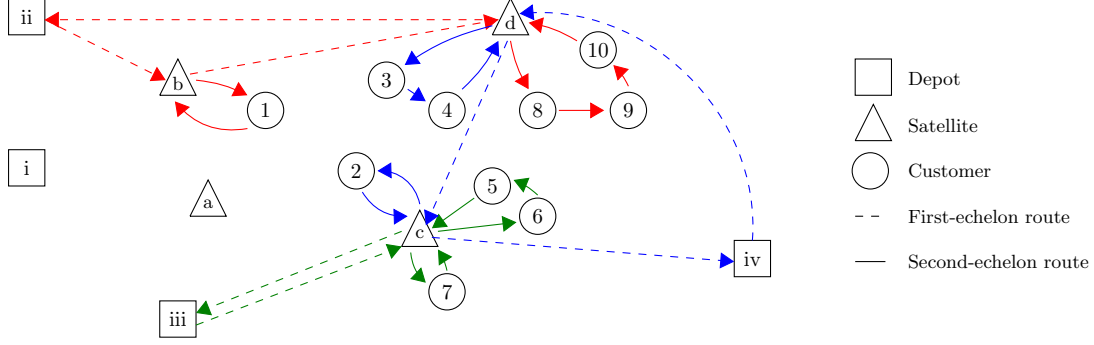 ii
d
10
b
3
1
4
8
9
i
2
5
a
6
c
iv
7
iii
Depot
Satellite
Customer
First-echelon route
Second-echelon route